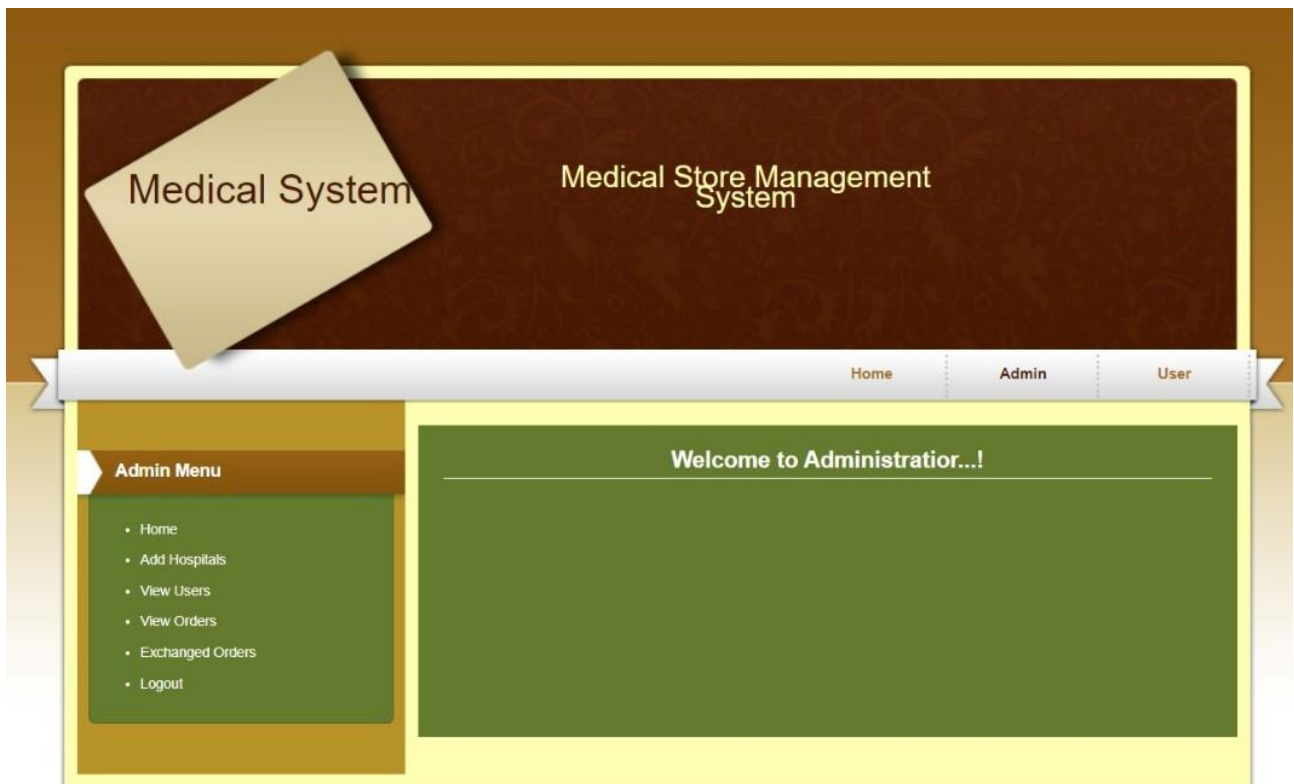 Medical System
Medical Store Management
System
Home
Admin
User
Admin Menu
Home
Add Hospitals
View Users
View Orders
Exchanged Orders
Logout
Welcome to Administratior...!